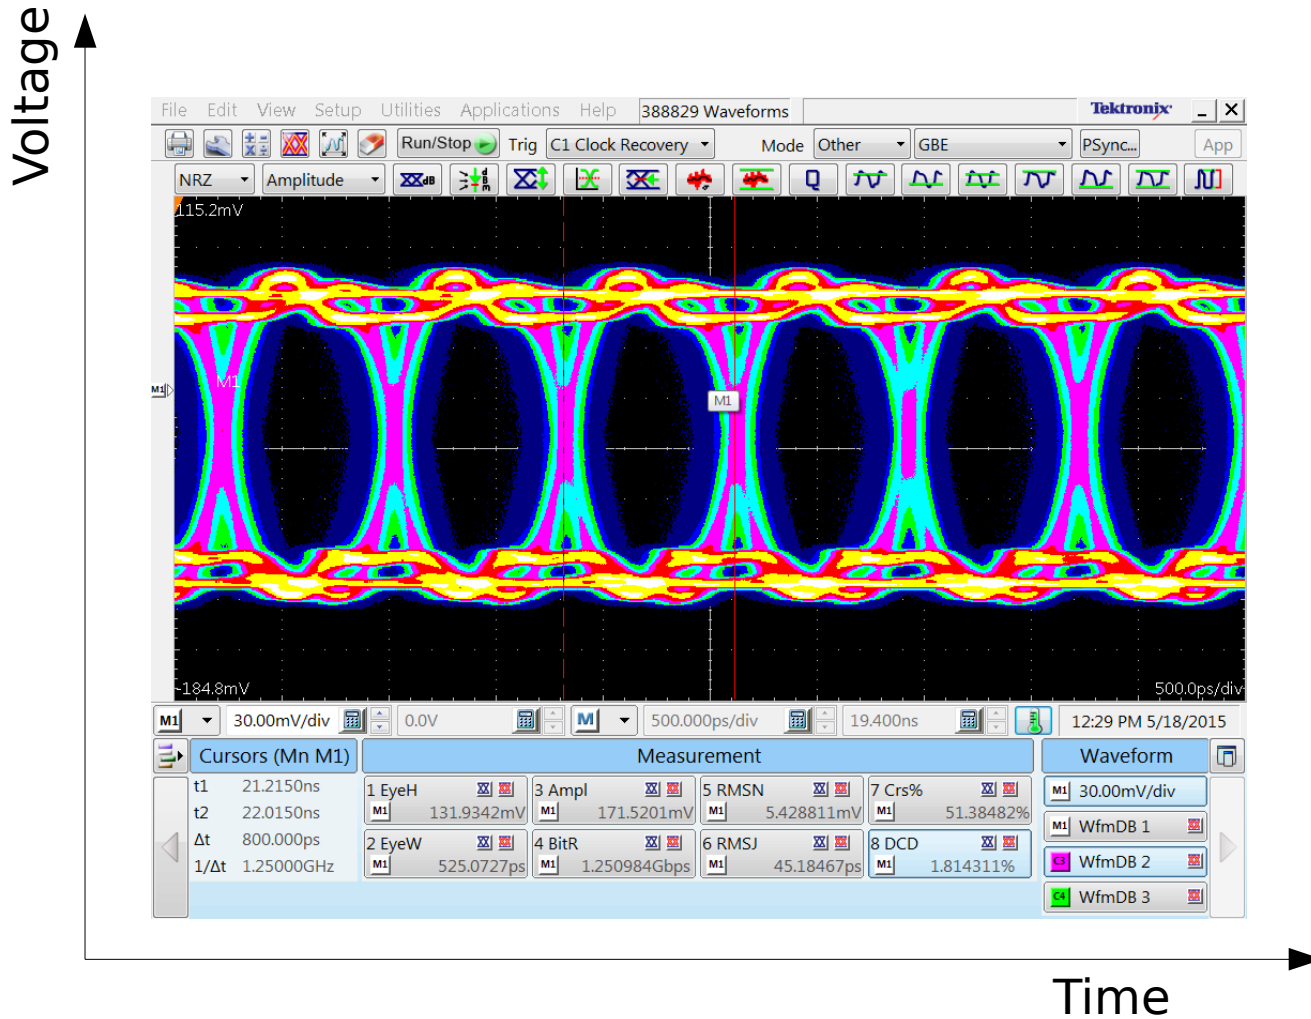 Voltage
File Edit View Setup Utilities Applications Help 388829 Waveforms Tektronix
Run/Stop Trig C1 Clock Recovery Mode Other GBE PSync... App
NRZ Amplitude dB dBm Q
115.2mV
M1
M1
M1
-184.8mV 500.0ps/div
M1 30.00mV/div 0.0V M 500.000ps/div 19.400ns 12:29 PM 5/18/2015
Cursors (Mn M1) Measurement Waveform
t1 21.2150ns
t2 22.0150ns
Δt 800.000ps
1/Δt 1.25000GHz
1 EyeH M1 131.9342mV
3 Ampl M1 171.5201mV
5 RMSN M1 5.428811mV
7 Crs% M1 51.38482%
2 EyeW M1 525.0727ps
4 BitR M1 1.250984Gbps
6 RMSJ M1 45.18467ps
8 DCD M1 1.814311%
M1 30.00mV/div
M1 WfmDB 1
C3 WfmDB 2
C4 WfmDB 3
Time